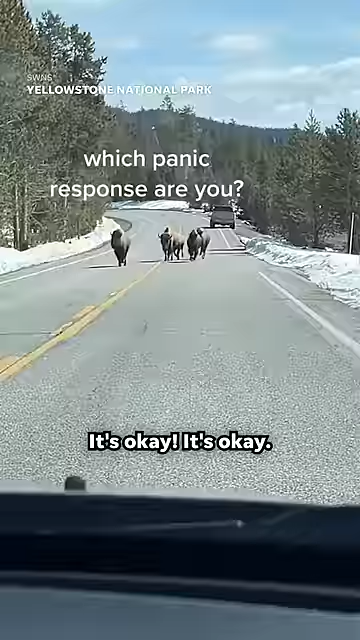 SWNS
YELLOWSTONE NATIONAL PARK
which panic
response are you?
It's okay! It's okay.